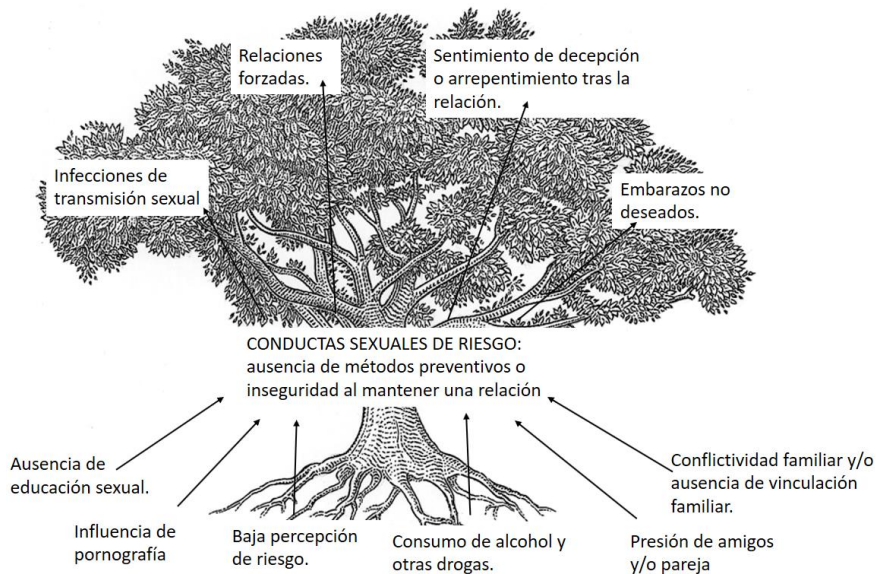 Relaciones
forzadas.
Sentimiento de decepción
o arrepentimiento tras la
relación.
Infecciones de
transmisión sexual
Embarazos no
deseados.
CONDUCTAS SEXUALES DE RIESGO:
ausencia de métodos preventivos o
inseguridad al mantener una relación
Ausencia de
educación sexual.
Influencia de
pornografía
Baja percepción
de riesgo.
Consumo de alcohol y
otras drogas.
Presión de amigos
y/o pareja
Conflictividad familiar y/o
ausencia de vinculación
familiar.